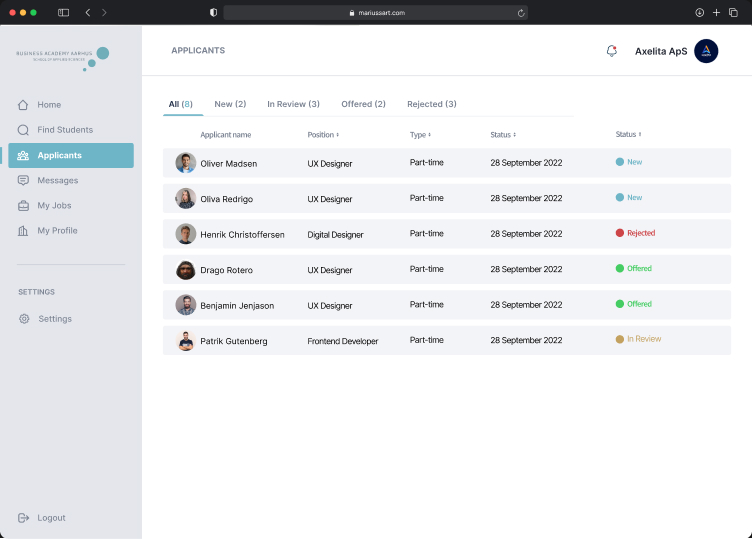 mariussart.com
BUSINESS ACADEMY AARHUS
SCHOOL OF APPLIED SCIENCES
APPLICANTS
Axelita ApS
Home
Find Students
Applicants
Messages
My Jobs
My Profile
SETTINGS
Settings
Logout
All (8) New (2) In Review (3) Offered (2) Rejected (3)
Applicant name Position Type Status Status
Oliver Madsen UX Designer Part-time 28 September 2022 New
Oliva Redrigo UX Designer Part-time 28 September 2022 New
Henrik Christoffersen Digital Designer Part-time 28 September 2022 Rejected
Drago Rotero UX Designer Part-time 28 September 2022 Offered
Benjamin Jenjason UX Designer Part-time 28 September 2022 Offered
Patrik Gutenberg Frontend Developer Part-time 28 September 2022 In Review